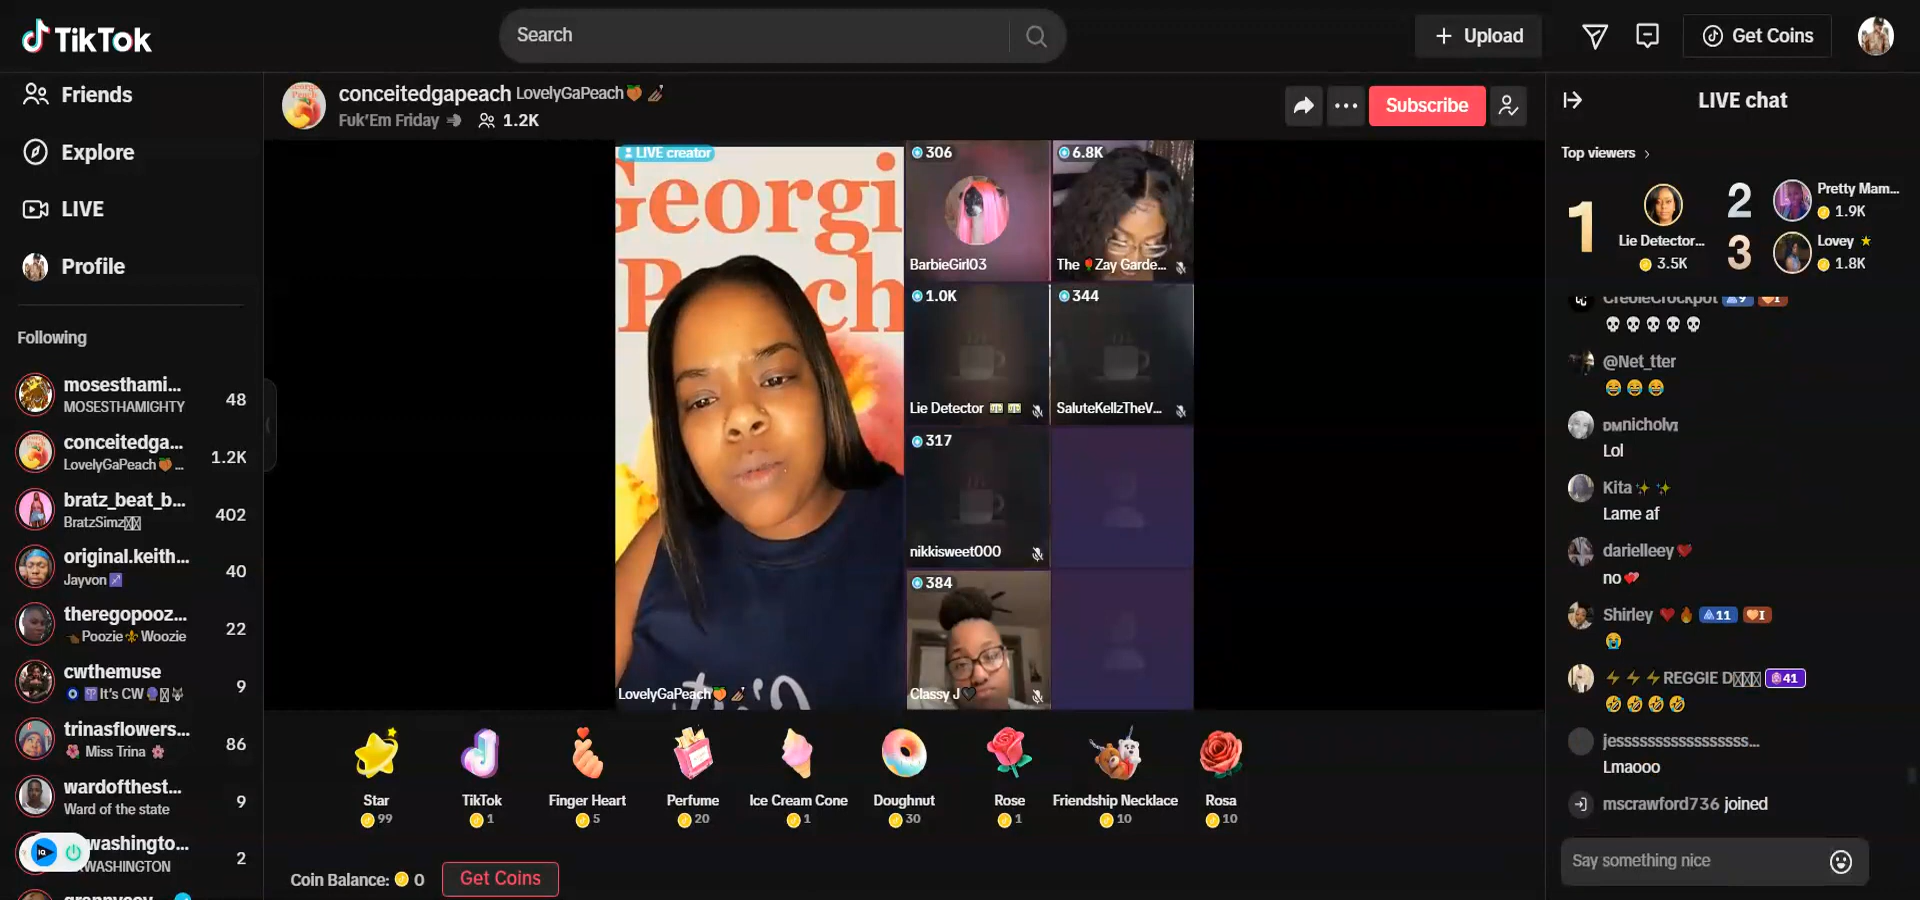 TikTok
Search
Upload
Get Coins
Friends
Explore
LIVE
Profile
Following
mosesthami...
MOSESTHAMIGHTY
48
conceitedga...
LovelyGaPeach🍑 ...
1.2K
bratz_beat_b...
BratzSimz
402
original.keith...
Jayvon
40
theregopooz...
Poozie⚜Woozie
22
cwthemuse
It's CW
9
trinasflowers...
🌸 Miss Trina 🌸
86
wardofthest...
Ward of the state
9
washingto...
WASHINGTON
2
conceitedgapeach LovelyGaPeach🍑💅🏾
Fuk'Em Friday 💨 1.2K
Subscribe
LIVE creator
Georgi
Peach
LovelyGaPeach🍑💅🏾
306
BarbieGirl03
6.8K
The 🌹Zay Garde...
1.0K
Lie Detector 💵 💵
344
SaluteKellzTheV...
317
nikkisweet000
384
Classy J🖤
Star
99
TikTok
1
Finger Heart
5
Perfume
20
Ice Cream Cone
1
Doughnut
30
Rose
1
Friendship Necklace
10
Rosa
10
Coin Balance: 0
Get Coins
LIVE chat
Top viewers >
1
Lie Detector...
3.5K
2
Pretty Mam...
1.9K
3
Lovey ★
1.8K
CreoleCrockpot 9 I
💀💀💀💀💀
@Net_tter
😂😂😂
ᴅᴍnicholᴠɪ
Lol
Kita✨✨
Lame af
darielleey❤
no💕
Shirley ❤🔥 11 I
😭
⚡⚡⚡REGGIE D 41
🤣🤣🤣🤣
jesssssssssssssssss...
Lmaooo
mscrawford736 joined
Say something nice